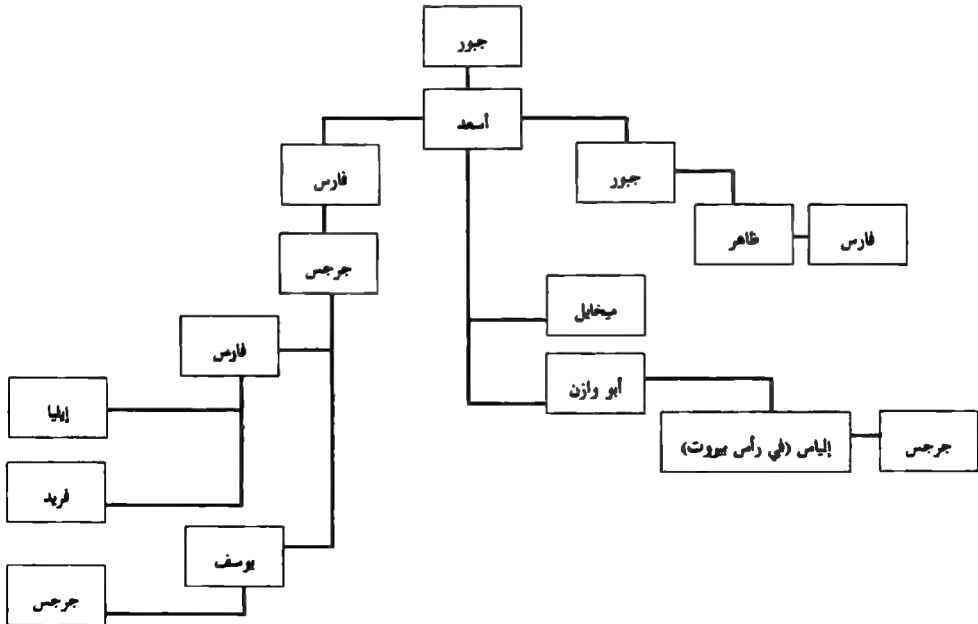 جبور
أسعد
جبور
فارس
ظاهر
فارس
جرجس
ميخايل
فارس
أبو وازن
إيليا
إلياس (في رأس بيروت)
جرجس
فريد
يوسف
جرجس